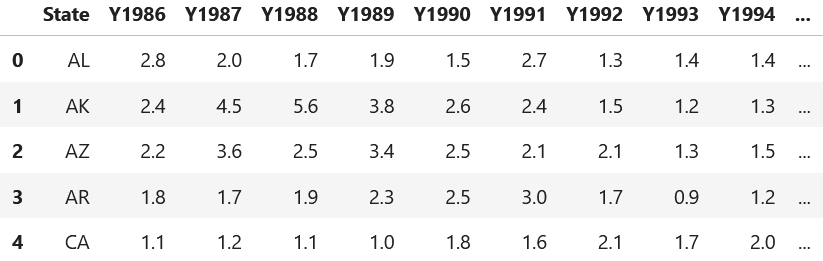 State Y1986 Y1987 Y1988 Y1989 Y1990 Y1991 Y1992 Y1993 Y1994 ...
0 AL 2.8 2.0 1.7 1.9 1.5 2.7 1.3 1.4 1.4 ...
1 AK 2.4 4.5 5.6 3.8 2.6 2.4 1.5 1.2 1.3 ...
2 AZ 2.2 3.6 2.5 3.4 2.5 2.1 2.1 1.3 1.5 ...
3 AR 1.8 1.7 1.9 2.3 2.5 3.0 1.7 0.9 1.2 ...
4 CA 1.1 1.2 1.1 1.0 1.8 1.6 2.1 1.7 2.0 ...